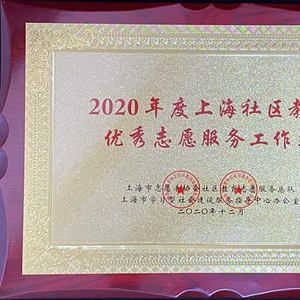 2020年度上海社区教
优秀志愿服务工作
上海市志愿者协会社区教育志愿服务总队
上海市学习型社会建设服务指导中心办公室
二〇二〇年十二月